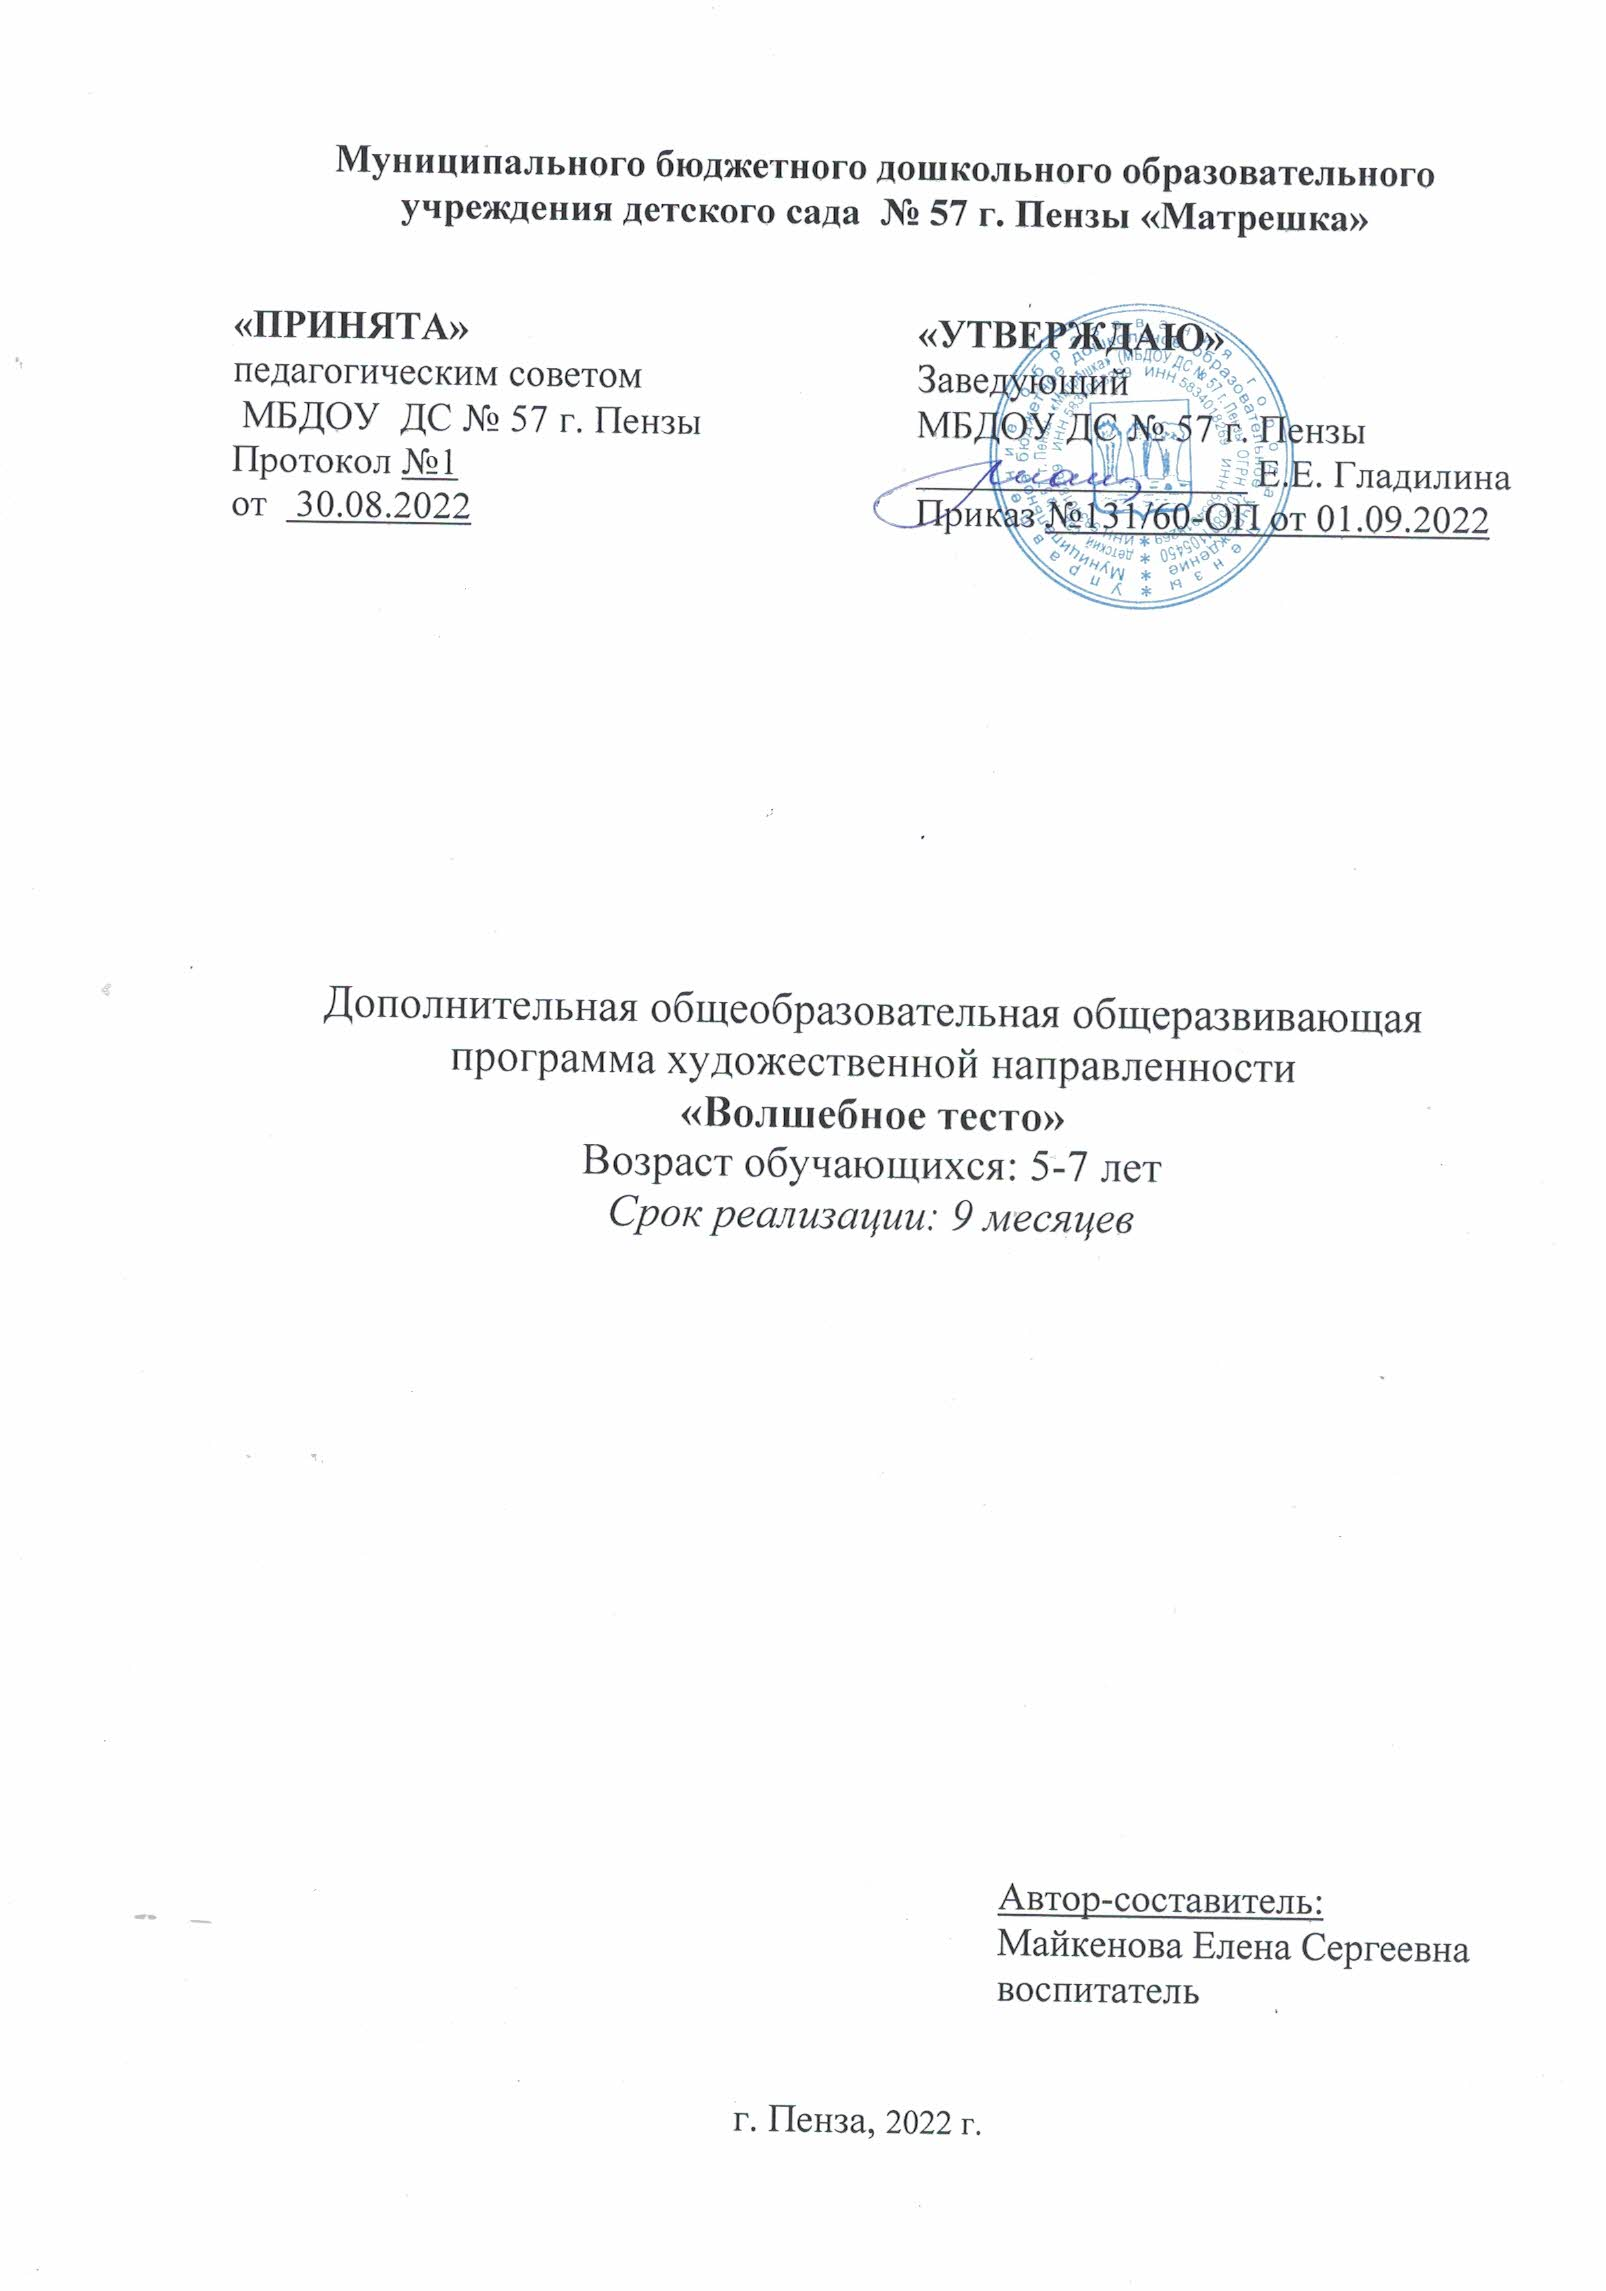 Муниципального бюджетного дошкольного образовательного
учреждения детского сада № 57 г. Пензы «Матрешка»
«ПРИНЯТА»
педагогическим советом
МБДОУ ДС № 57 г. Пензы
Протокол №1
от 30.08.2022
«УТВЕРЖДАЮ»
Заведующий
МБДОУ ДС № 57 г. Пензы
Е.Е. Гладилина
Приказ №131/60-ОП от 01.09.2022
Дополнительная общеобразовательная общеразвивающая
программа художественной направленности
«Волшебное тесто»
Возраст обучающихся: 5-7 лет
Срок реализации: 9 месяцев
Автор-составитель:
Майкенова Елена Сергеевна
воспитатель
г. Пенза, 2022 г.